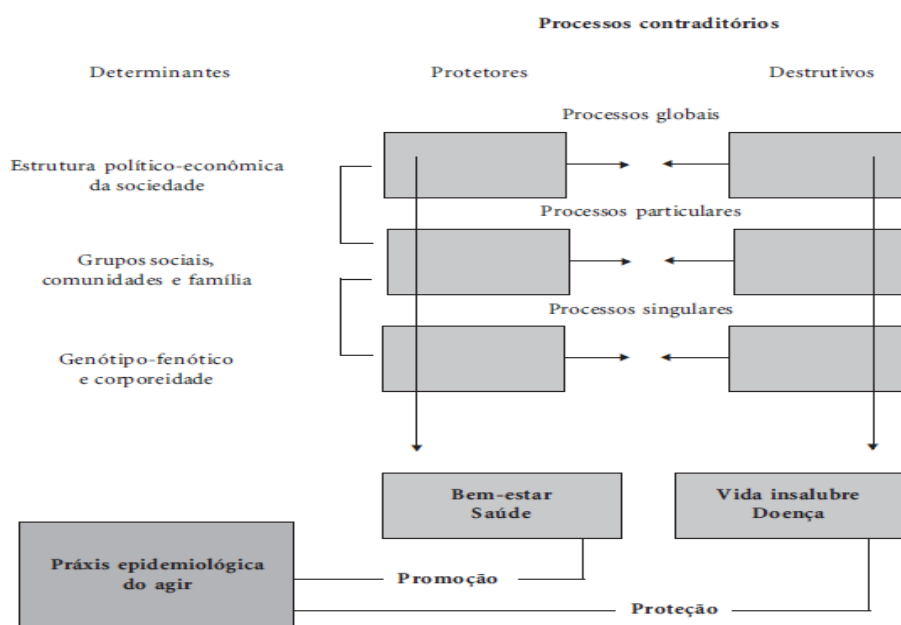 Processos contraditórios
Determinantes
Protetores
Destrutivos
Processos globais
Estrutura político-econômica
da sociedade
Processos particulares
Grupos sociais,
comunidades e família
Processos singulares
Genótipo-fenótico
e corporeidade
Bem-estar
Saúde
Vida insalubre
Doença
Práxis epidemiológica
do agir
Promoção
Proteção